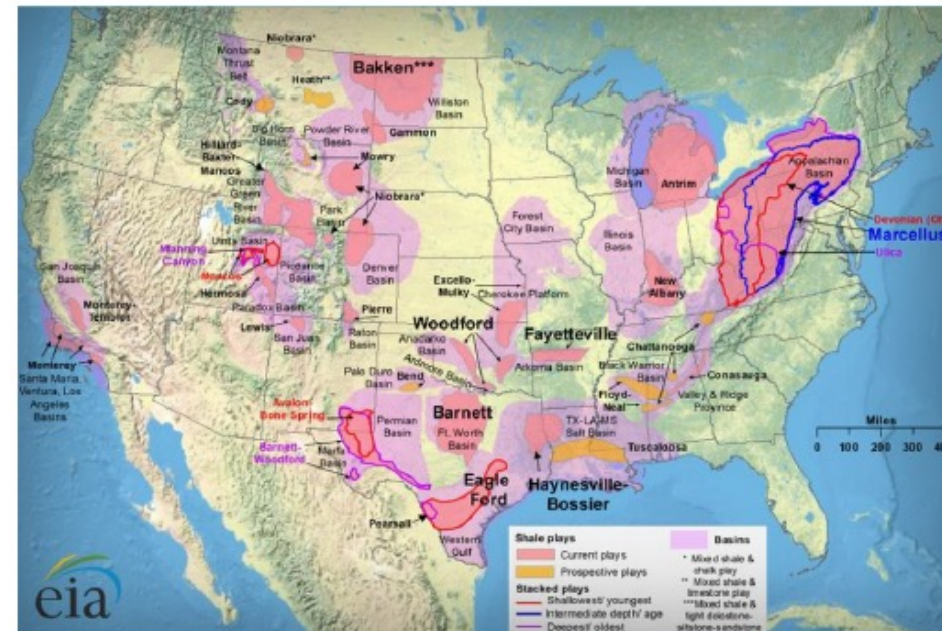 Niobrara*
Montana
Thrust
Belt
Bakken***
Heath**
Cody
Williston
Basin
Big Horn
Basin
Powder River
Basin
Gammon
Hilliard-
Baxter-
Mancos
Mowry
Greater
Green
River
Basin
Niobrara*
Park
Basin
Michigan
Basin
Antrim
Appalachian
Basin
Devonian (O
Marcellus
Utica
Forest
City Basin
Illinois
Basin
Uinta Basin
Manning
Canyon
Mancos
Piceance
Basin
Denver
Basin
Hermosa
Paradox Basin
Excello-
Mulky
Cherokee Platform
New
Albany
San Joaquin
Basin
Monterey-
Temblor
Pierre
Lewis
San Juan
Basin
Raton
Basin
Woodford
Anadarko
Basin
Fayetteville
Chattanooga
Monterey
Santa Maria,
Ventura, Los
Angeles
Basins
Palo Duro
Basin
Bend
Ardmore Basin
Arkoma Basin
Black Warrior
Basin
Conasauga
Floyd-
Neal
Valley & Ridge
Province
Avalon/
Bone Spring
Permian
Basin
Barnett
Ft. Worth
Basin
TX-LA-MS
Salt Basin
Tuscaloosa
Barnett-
Woodford
Marfa
Basin
Eagle
Ford
Haynesville-
Bossier
Pearsall
Western
Gulf
Miles
0 100 200 300 40
Shale plays
Current plays
Prospective plays
Stacked plays
Shallowest/ youngest
Intermediate depth/ age
Deepest/ oldest
Basins
* Mixed shale &
chalk play
** Mixed shale &
limestone play
***Mixed shale &
tight dolostone-
siltstone-sandstone
eia